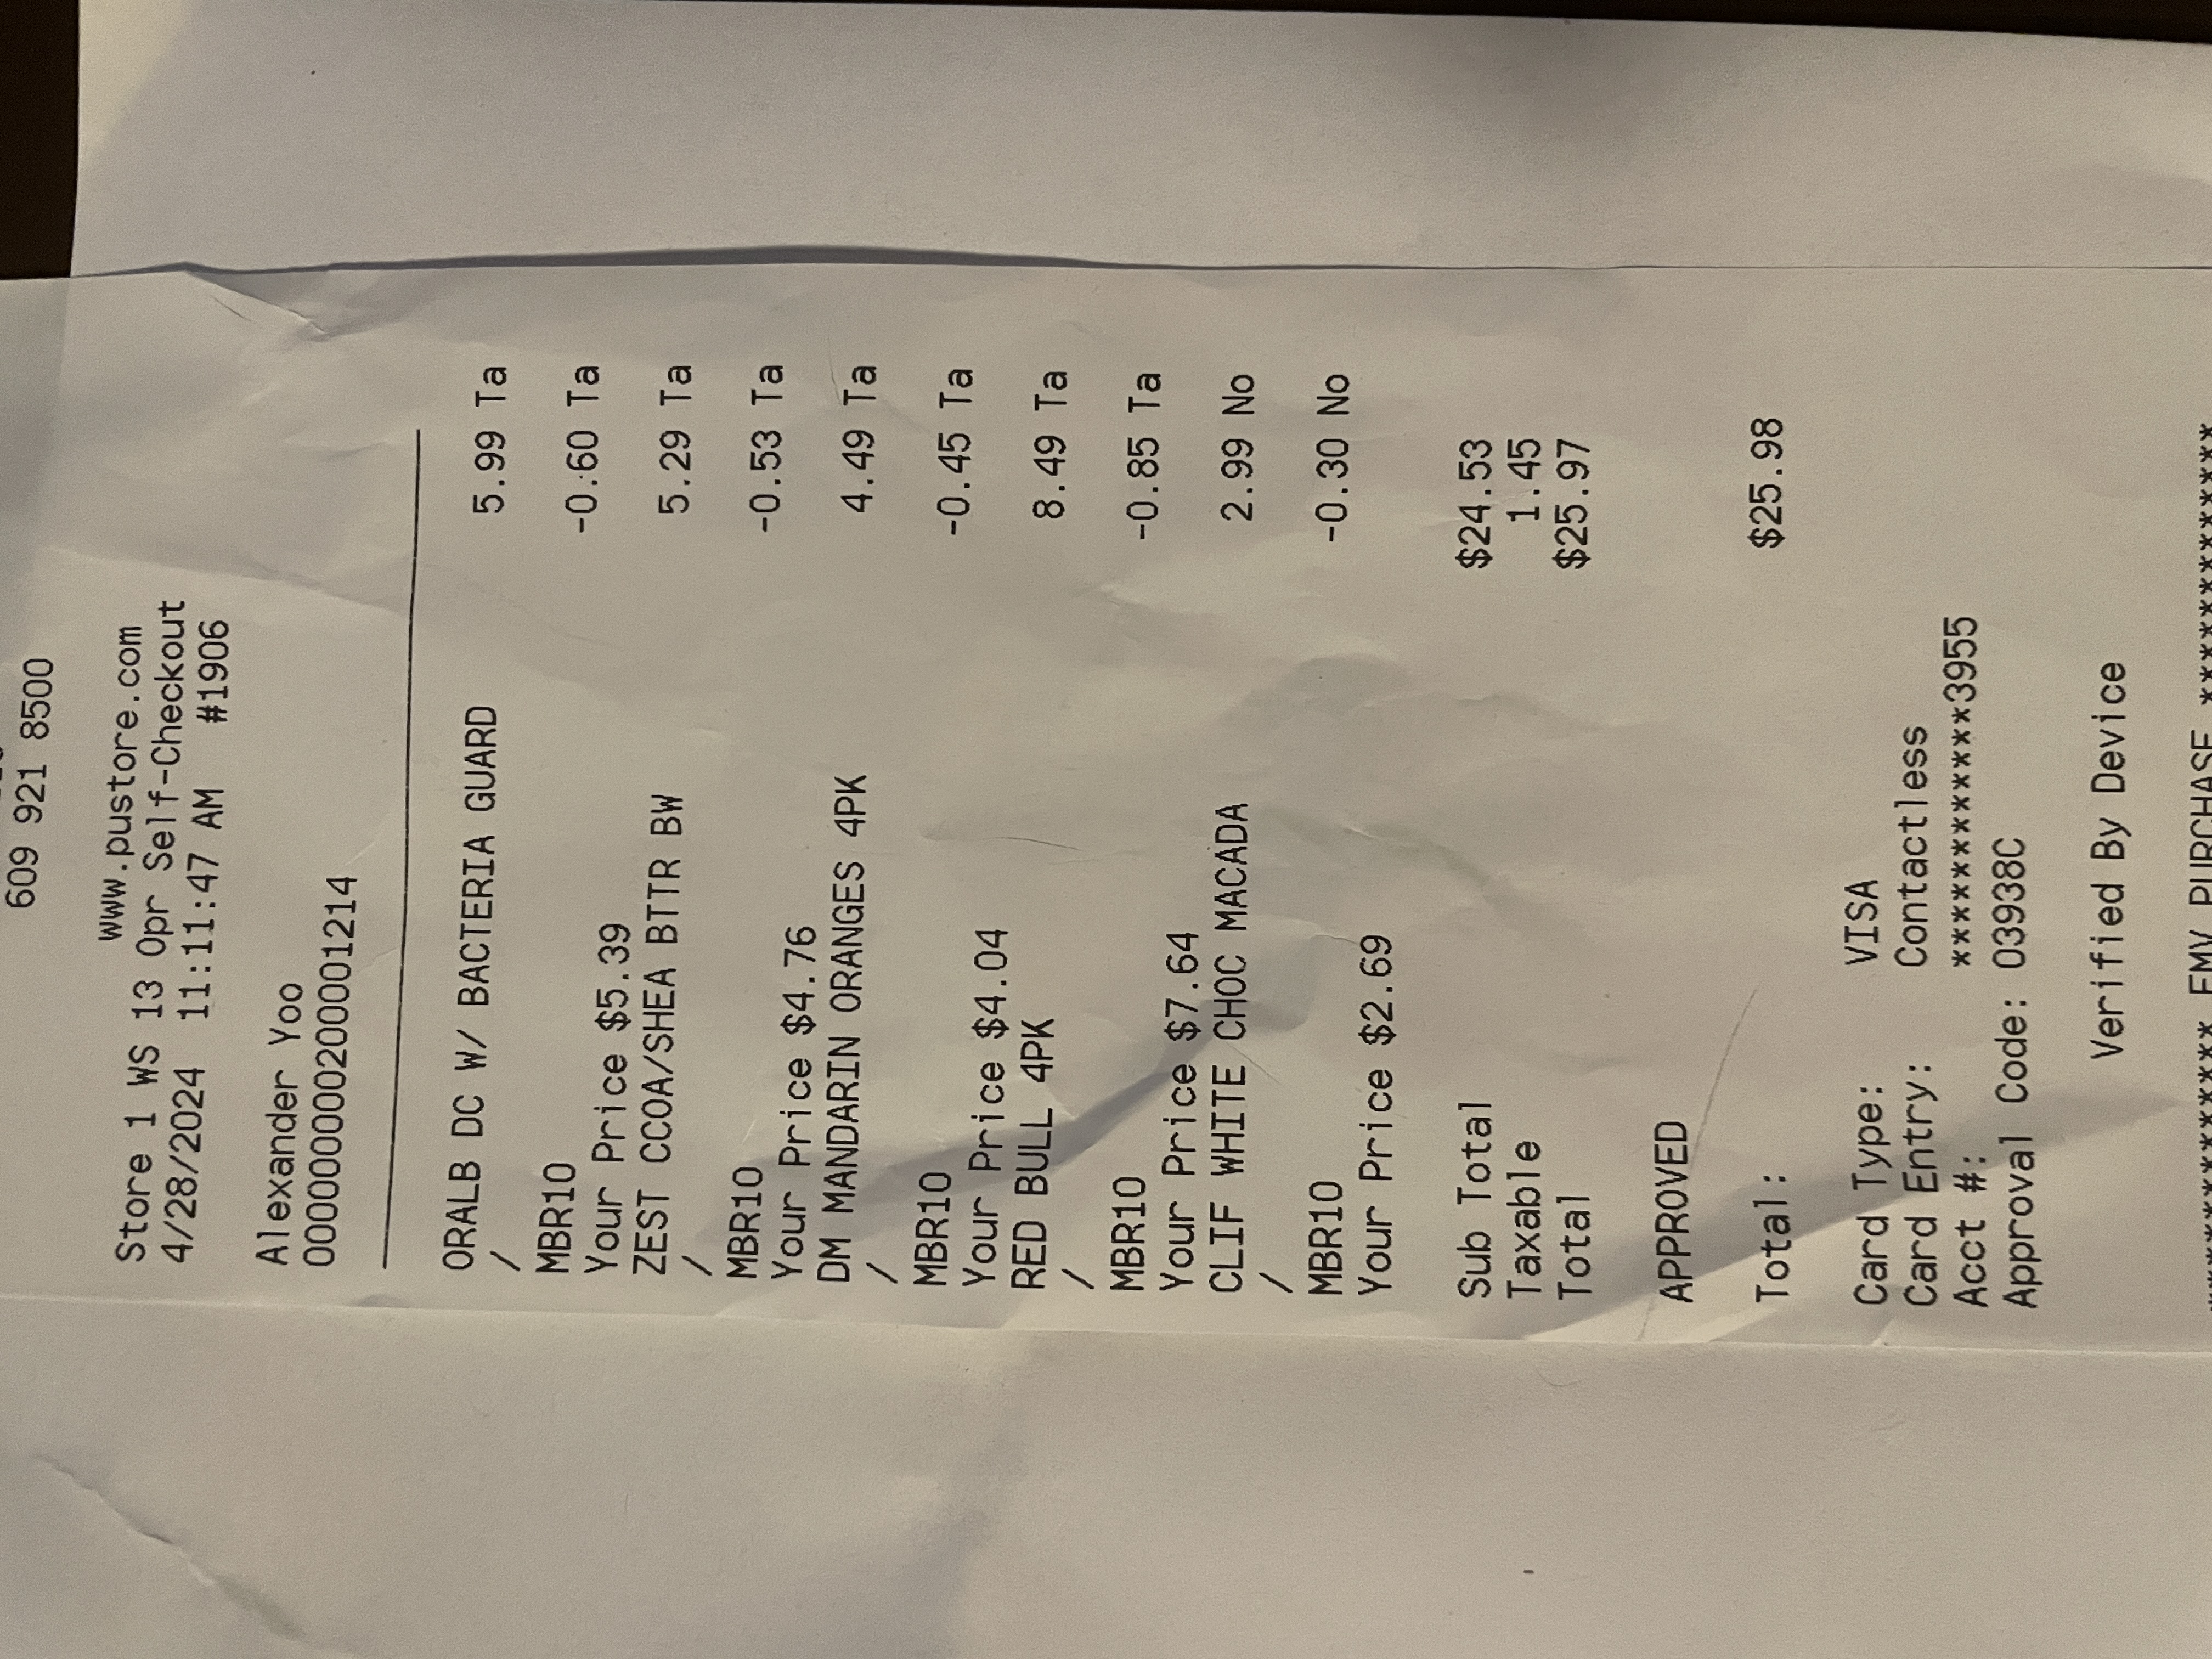 609 921 8500
www.pustore.com
Store 1 WS 13 Opr Self-Checkout
4/28/2024 11:11:47 AM #1906
Alexander Yoo
000000000200001214
ORALB DC W/ BACTERIA GUARD 5.99 Ta
/
MBR10 -0.60 Ta
Your Price $5.39
ZEST CCOA/SHEA BTTR BW 5.29 Ta
/
MBR10 -0.53 Ta
Your Price $4.76
DM MANDARIN ORANGES 4PK 4.49 Ta
/
MBR10 -0.45 Ta
Your Price $4.04
RED BULL 4PK 8.49 Ta
/
MBR10 -0.85 Ta
Your Price $7.64
CLIF WHITE CHOC MACADA 2.99 No
/
MBR10 -0.30 No
Your Price $2.69
Sub Total $24.53
Taxable 1.45
Total $25.97
APPROVED
Total: $25.98
Card Type: VISA
Card Entry: Contactless
Acct #: ************3955
Approval Code: 03938C
Verified By Device
************* EMV PURCHASE *************